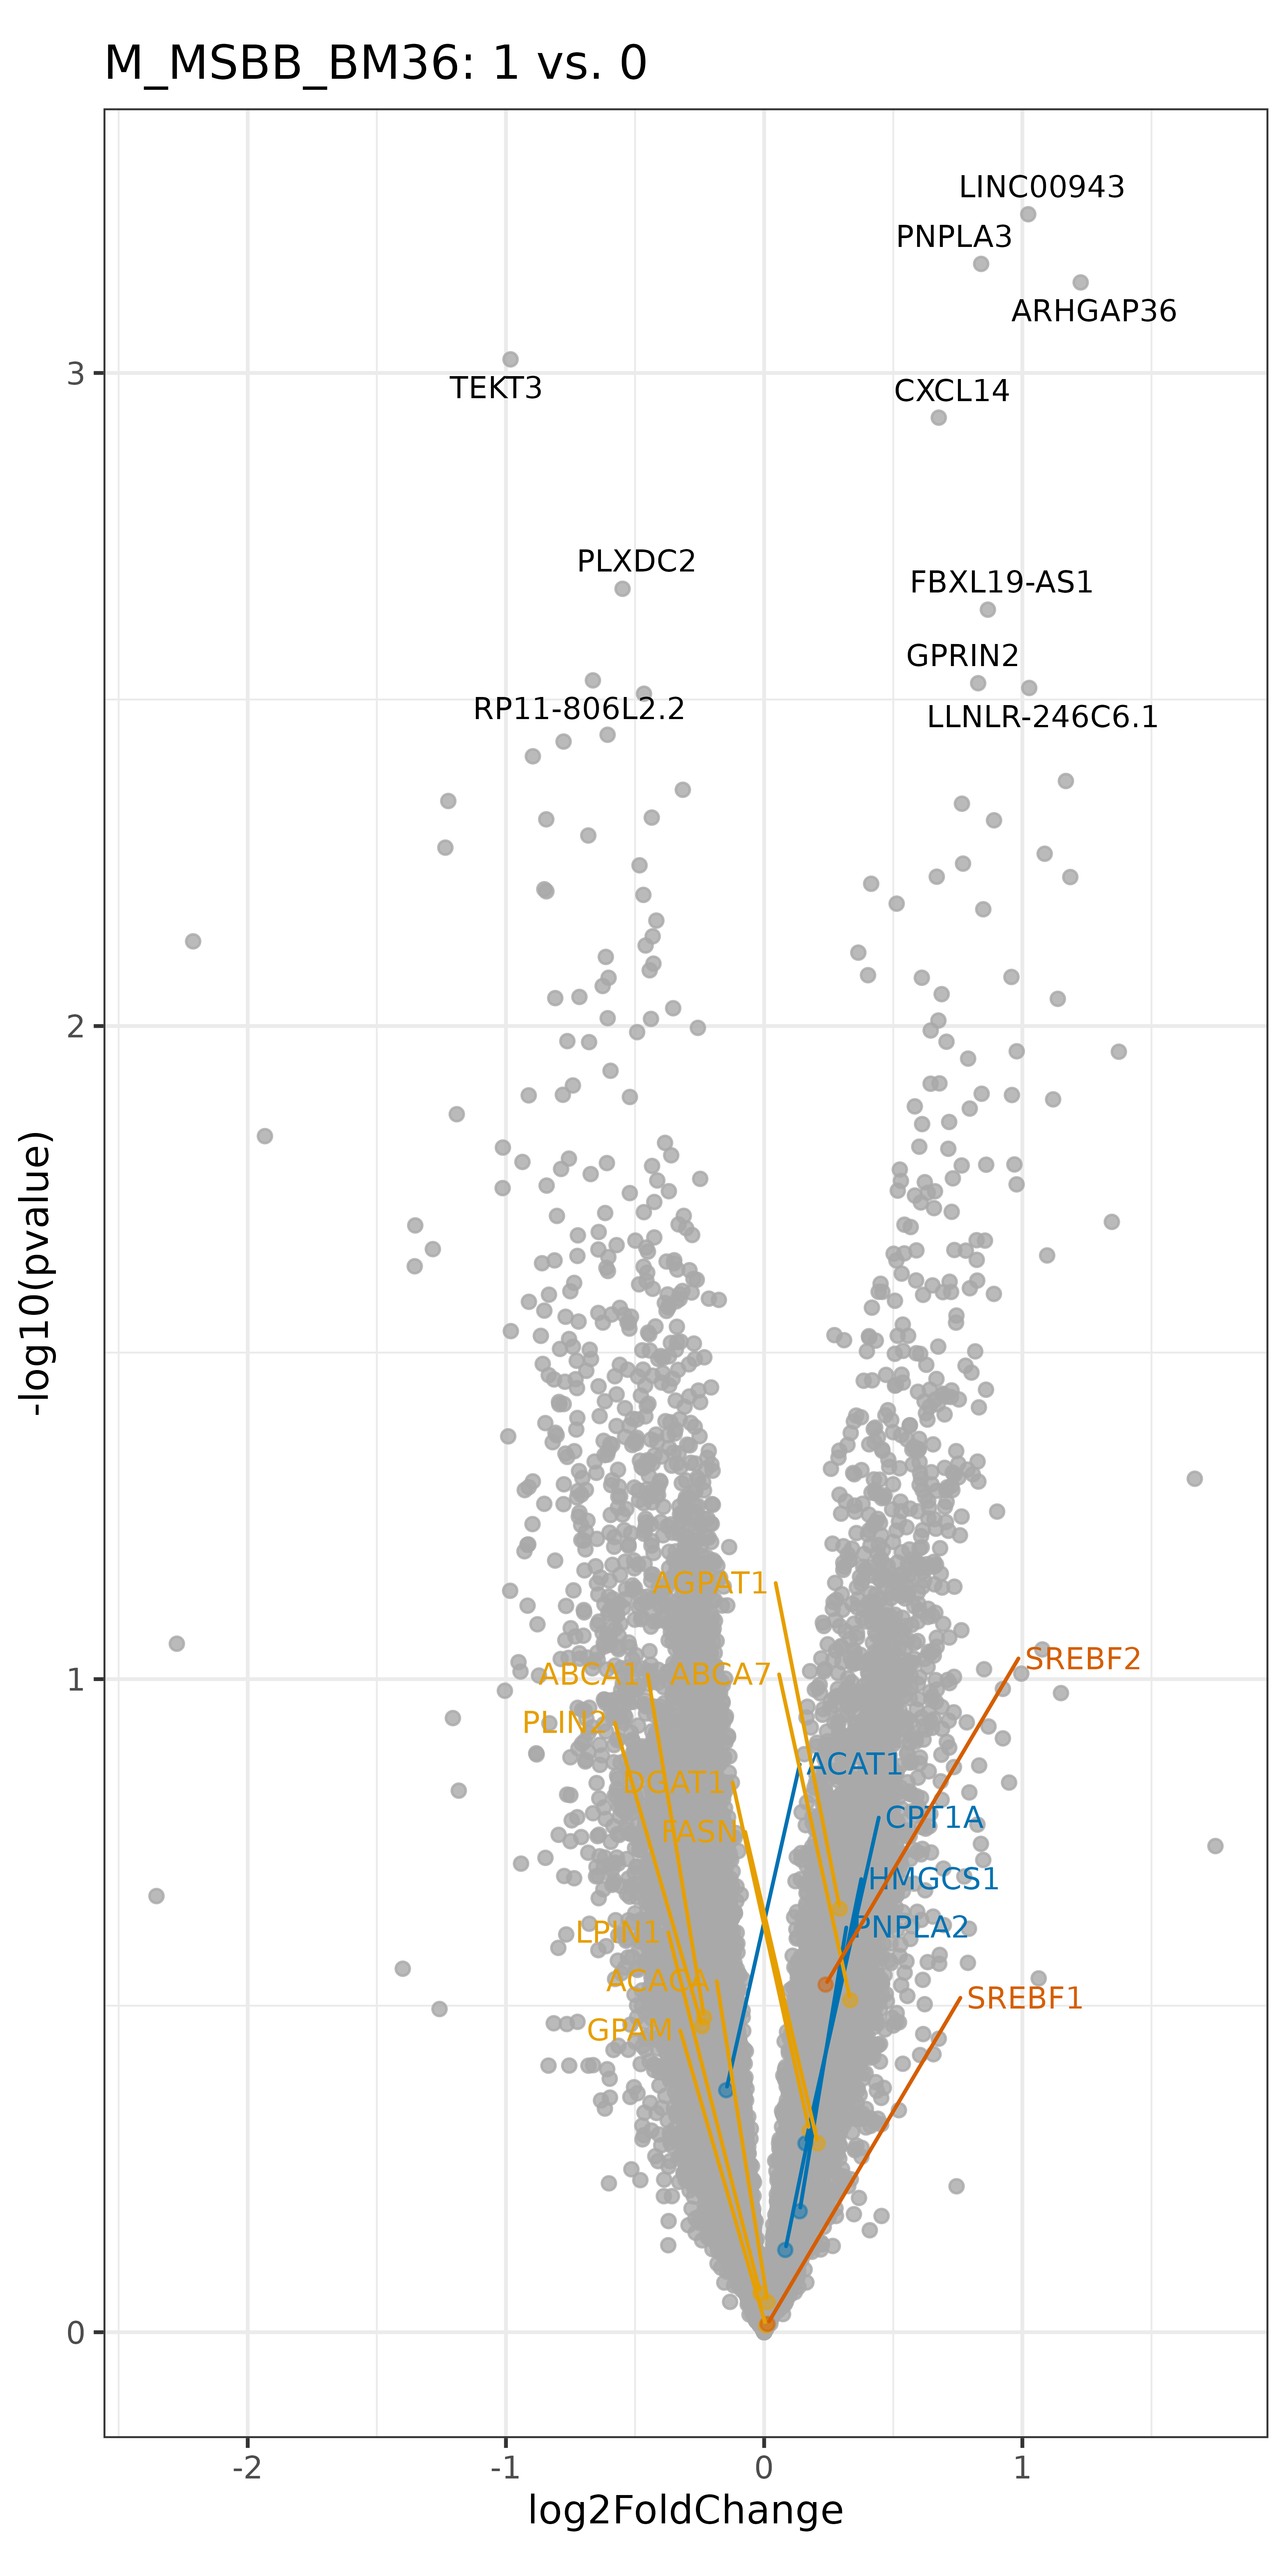 M_MSBB_BM36: 1 vs. 0
LINC00943
PNPLA3
ARHGAP36
3
TEKT3
CXCL14
PLXDC2
FBXL19-AS1
GPRIN2
RP11-806L2.2
LLNLR-246C6.1
2
-log10(pvalue)
AGPAT1
SREBF2
1
ABCA1
ABCA7
PLIN2
ACAT1
DGAT1
CPT1A
FASN
HMGCS1
LPIN1
PNPLA2
ACACA
SREBF1
GPAM
0
-2
-1
0
1
log2FoldChange